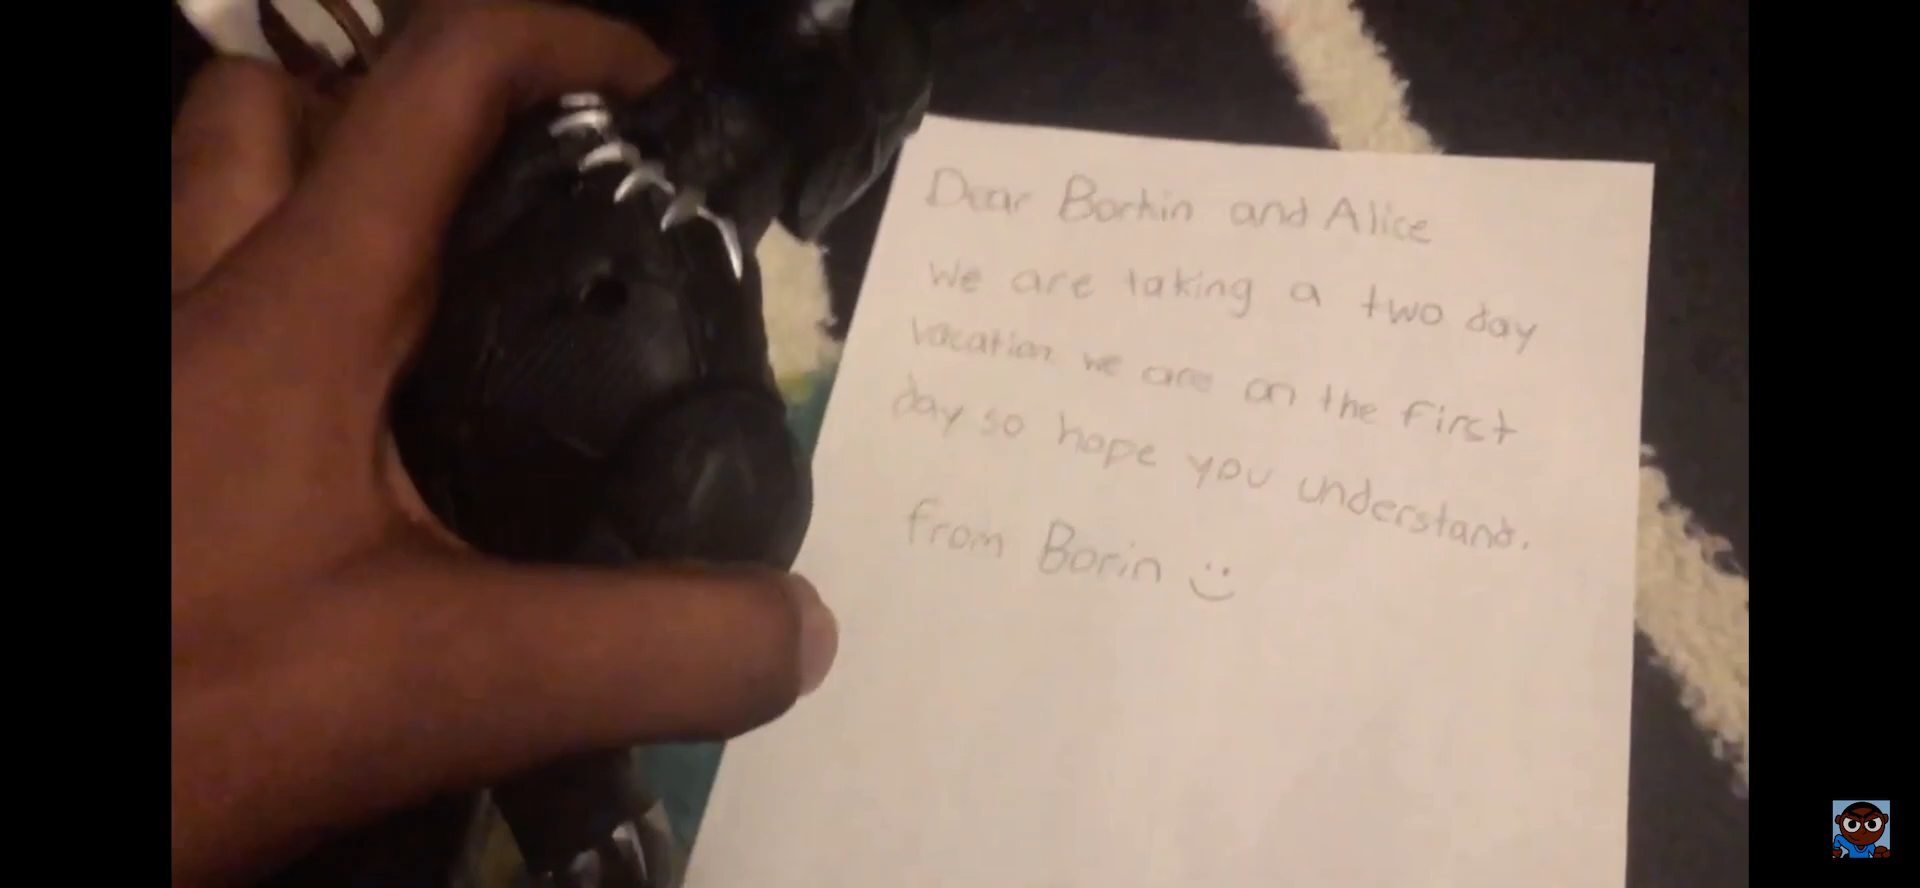 Dear Borkin and Alice
We are taking a two day
vacation we are on the first
day so hope you understand.
from Borin